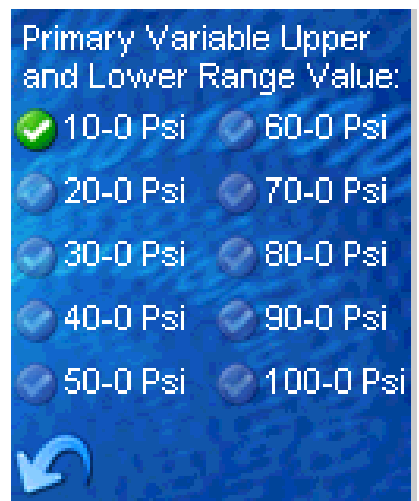 Primary Variable Upper
and Lower Range Value:
10-0 Psi 60-0 Psi
20-0 Psi 70-0 Psi
30-0 Psi 80-0 Psi
40-0 Psi 90-0 Psi
50-0 Psi 100-0 Psi